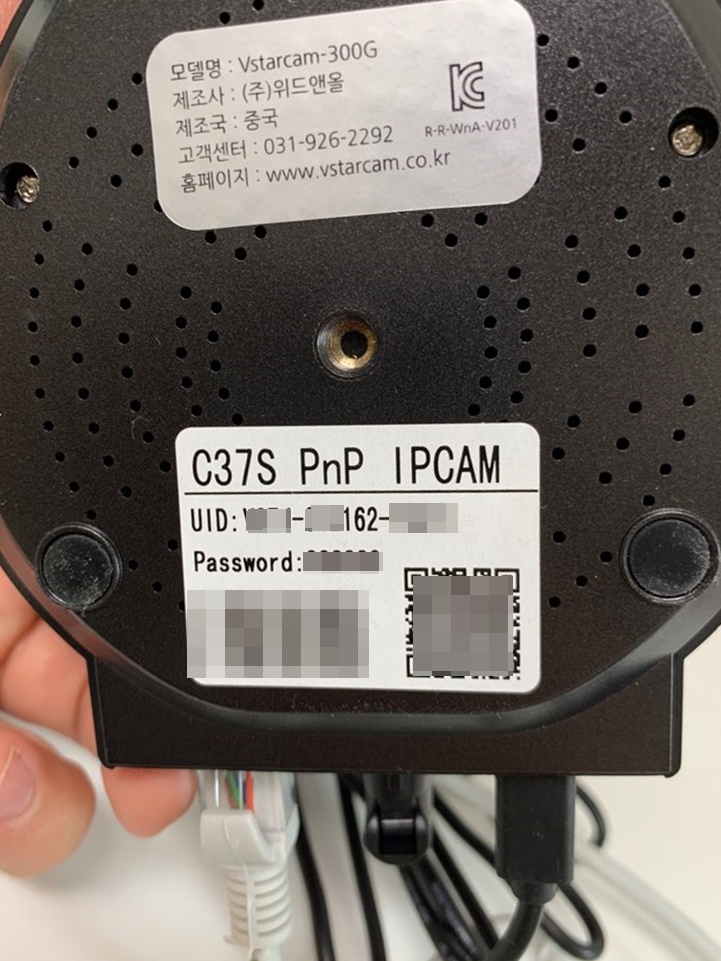 모델명 : Vstarcam-300G
제조사 : (주)위드앤올
제조국 : 중국
고객센터 : 031-926-2292
홈페이지 : www.vstarcam.co.kr
R-R-WnA-V201
C37S PnP IPCAM
UID: 162-
Password: